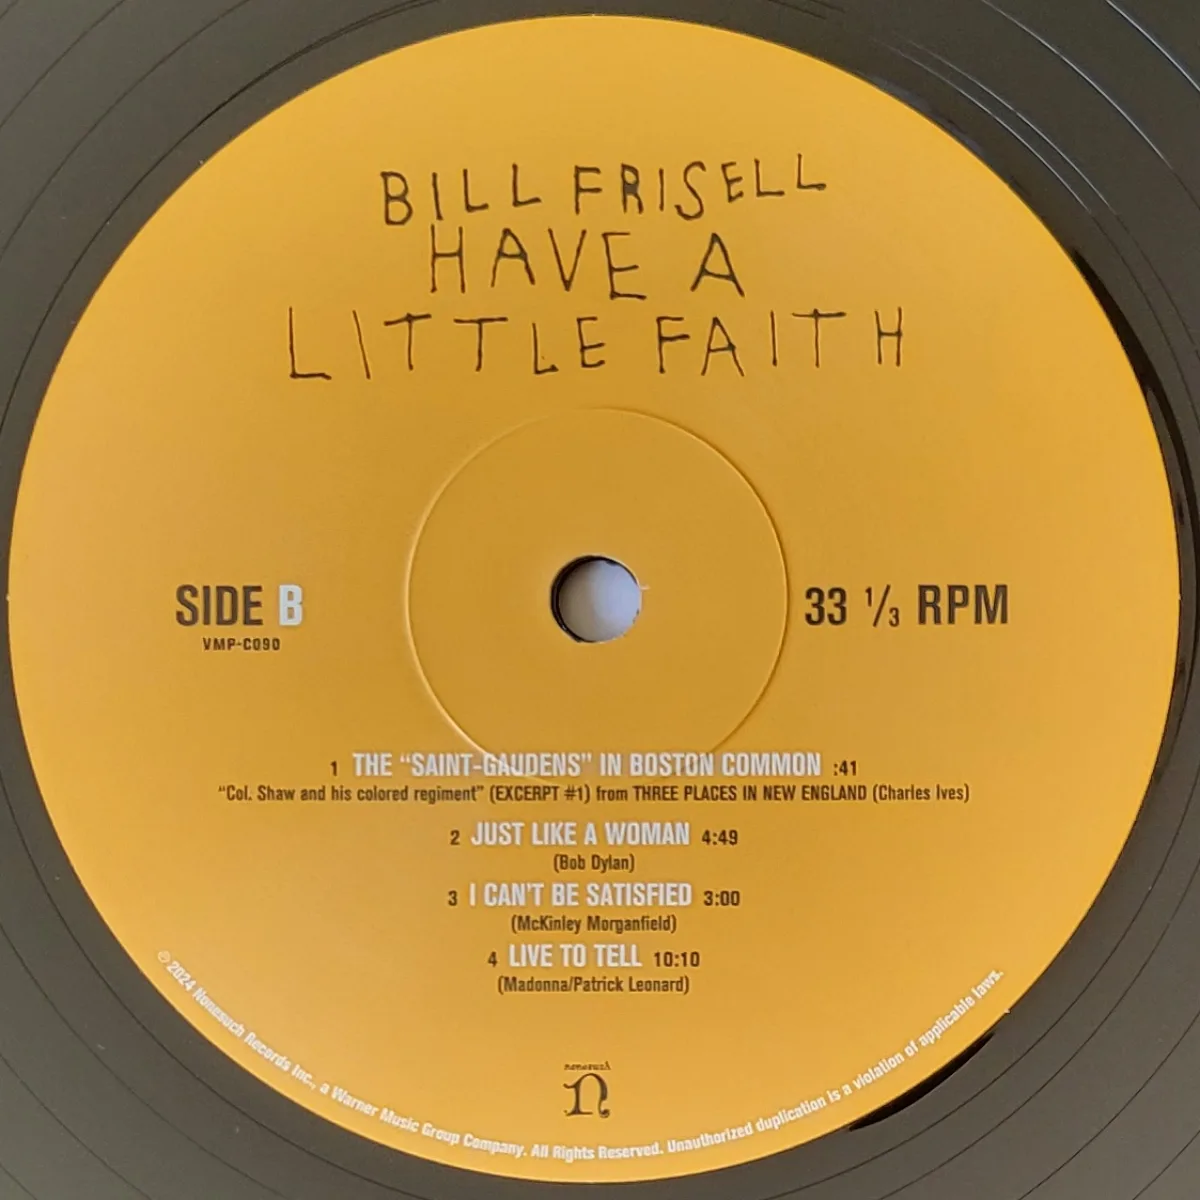 BILL FRISELL
HAVE A
LITTLE FAITH
SIDE B
VMP-C090
33 1/3 RPM
1 THE “SAINT-GAUDENS” IN BOSTON COMMON :41
“Col. Shaw and his colored regiment” (EXCERPT #1) from THREE PLACES IN NEW ENGLAND (Charles Ives)
2 JUST LIKE A WOMAN 4:49
(Bob Dylan)
3 I CAN'T BE SATISFIED 3:00
(McKinley Morganfield)
4 LIVE TO TELL 10:10
(Madonna/Patrick Leonard)
nonesuch
n
℗ 2024 Nonesuch Records Inc., a Warner Music Group Company. All Rights Reserved. Unauthorized duplication is a violation of applicable laws.